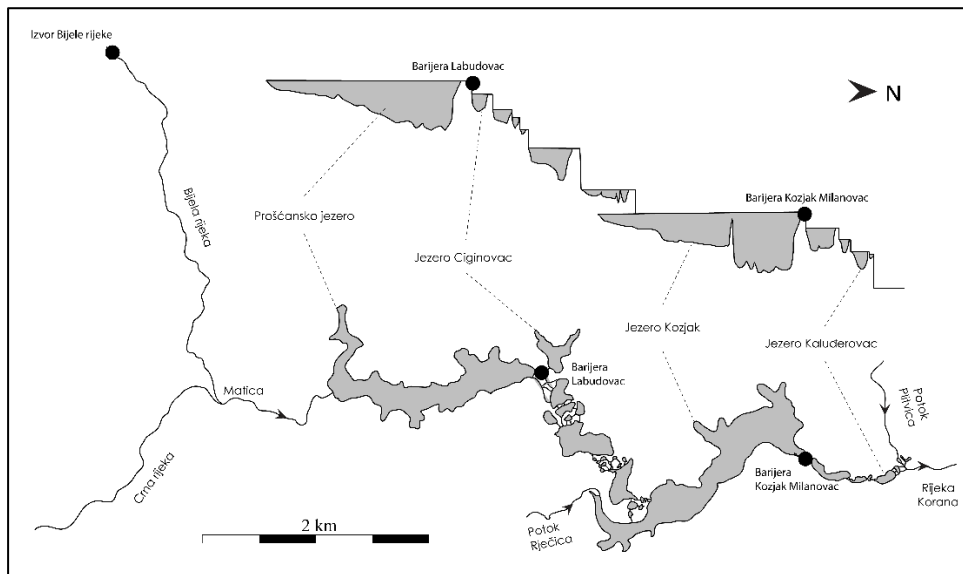 Izvor Bijele rijeke
Barijera Labudovac
N
Bijela rijeka
Prošćansko jezero
Jezero Ciginovac
Barijera Kozjak Milanovac
Jezero Kozjak
Jezero Kaluđerovac
Barijera
Labudovac
Matica
Potok
Plitvica
Crna rijeka
Barijera
Kozjak Milanovac
Rijeka
Korana
2 km
Potok
Rječica